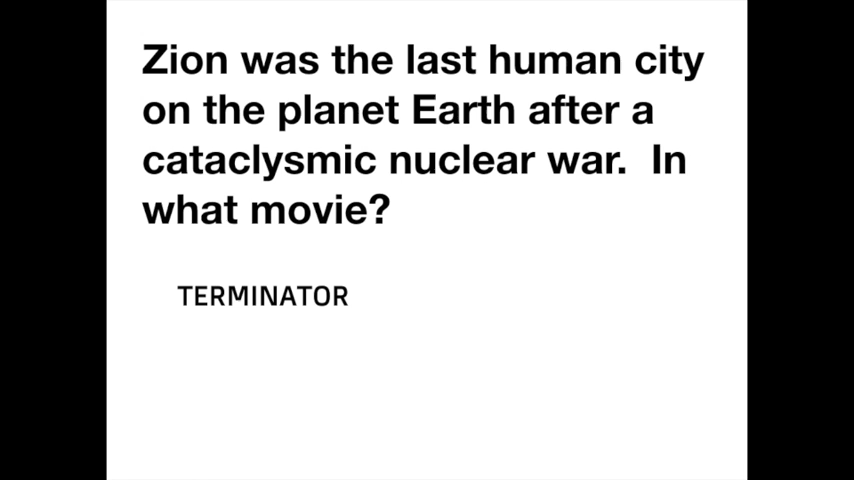 Zion was the last human city
on the planet Earth after a
cataclysmic nuclear war.  In
what movie?
TERMINATOR